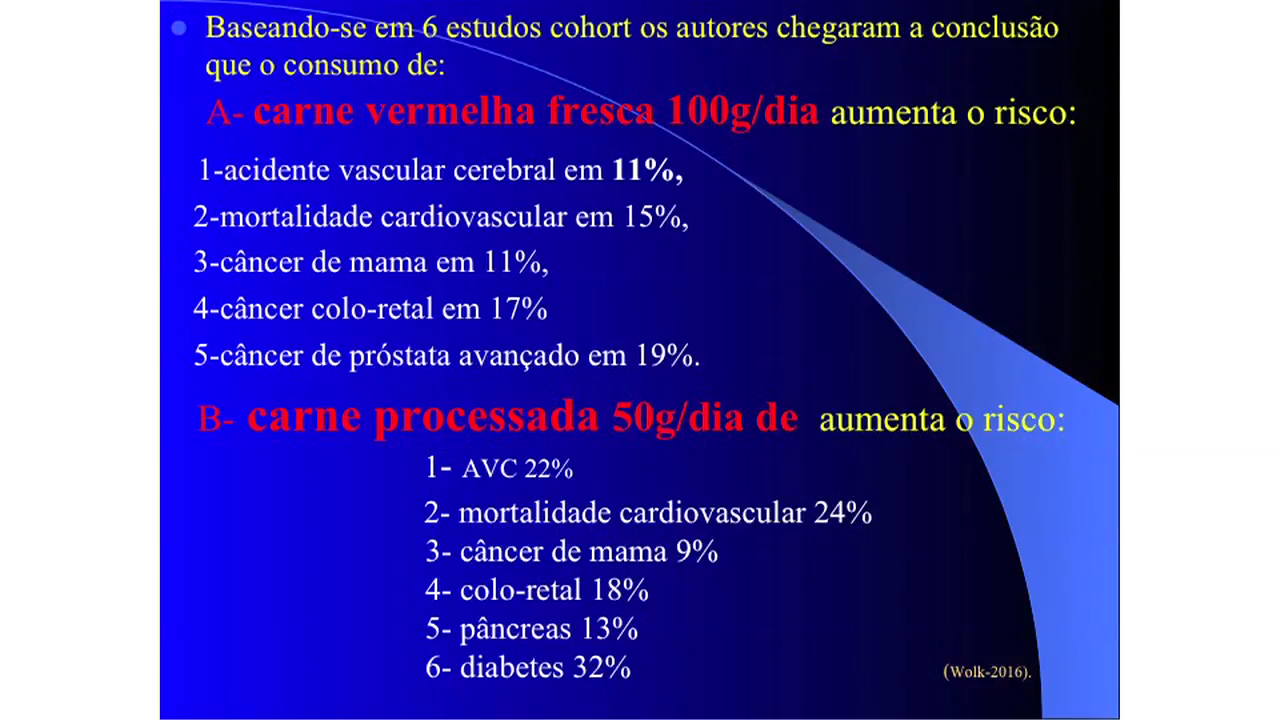 Baseando-se em 6 estudos cohort os autores chegaram a conclusão
que o consumo de:
A- carne vermelha fresca 100g/dia aumenta o risco:
1-acidente vascular cerebral em 11%,
2-mortalidade cardiovascular em 15%,
3-câncer de mama em 11%,
4-câncer colo-retal em 17%
5-câncer de próstata avançado em 19%.
B- carne processada 50g/dia de aumenta o risco:
1- AVC 22%
2- mortalidade cardiovascular 24%
3- câncer de mama 9%
4- colo-retal 18%
5- pâncreas 13%
6- diabetes 32%
(Wolk-2016).